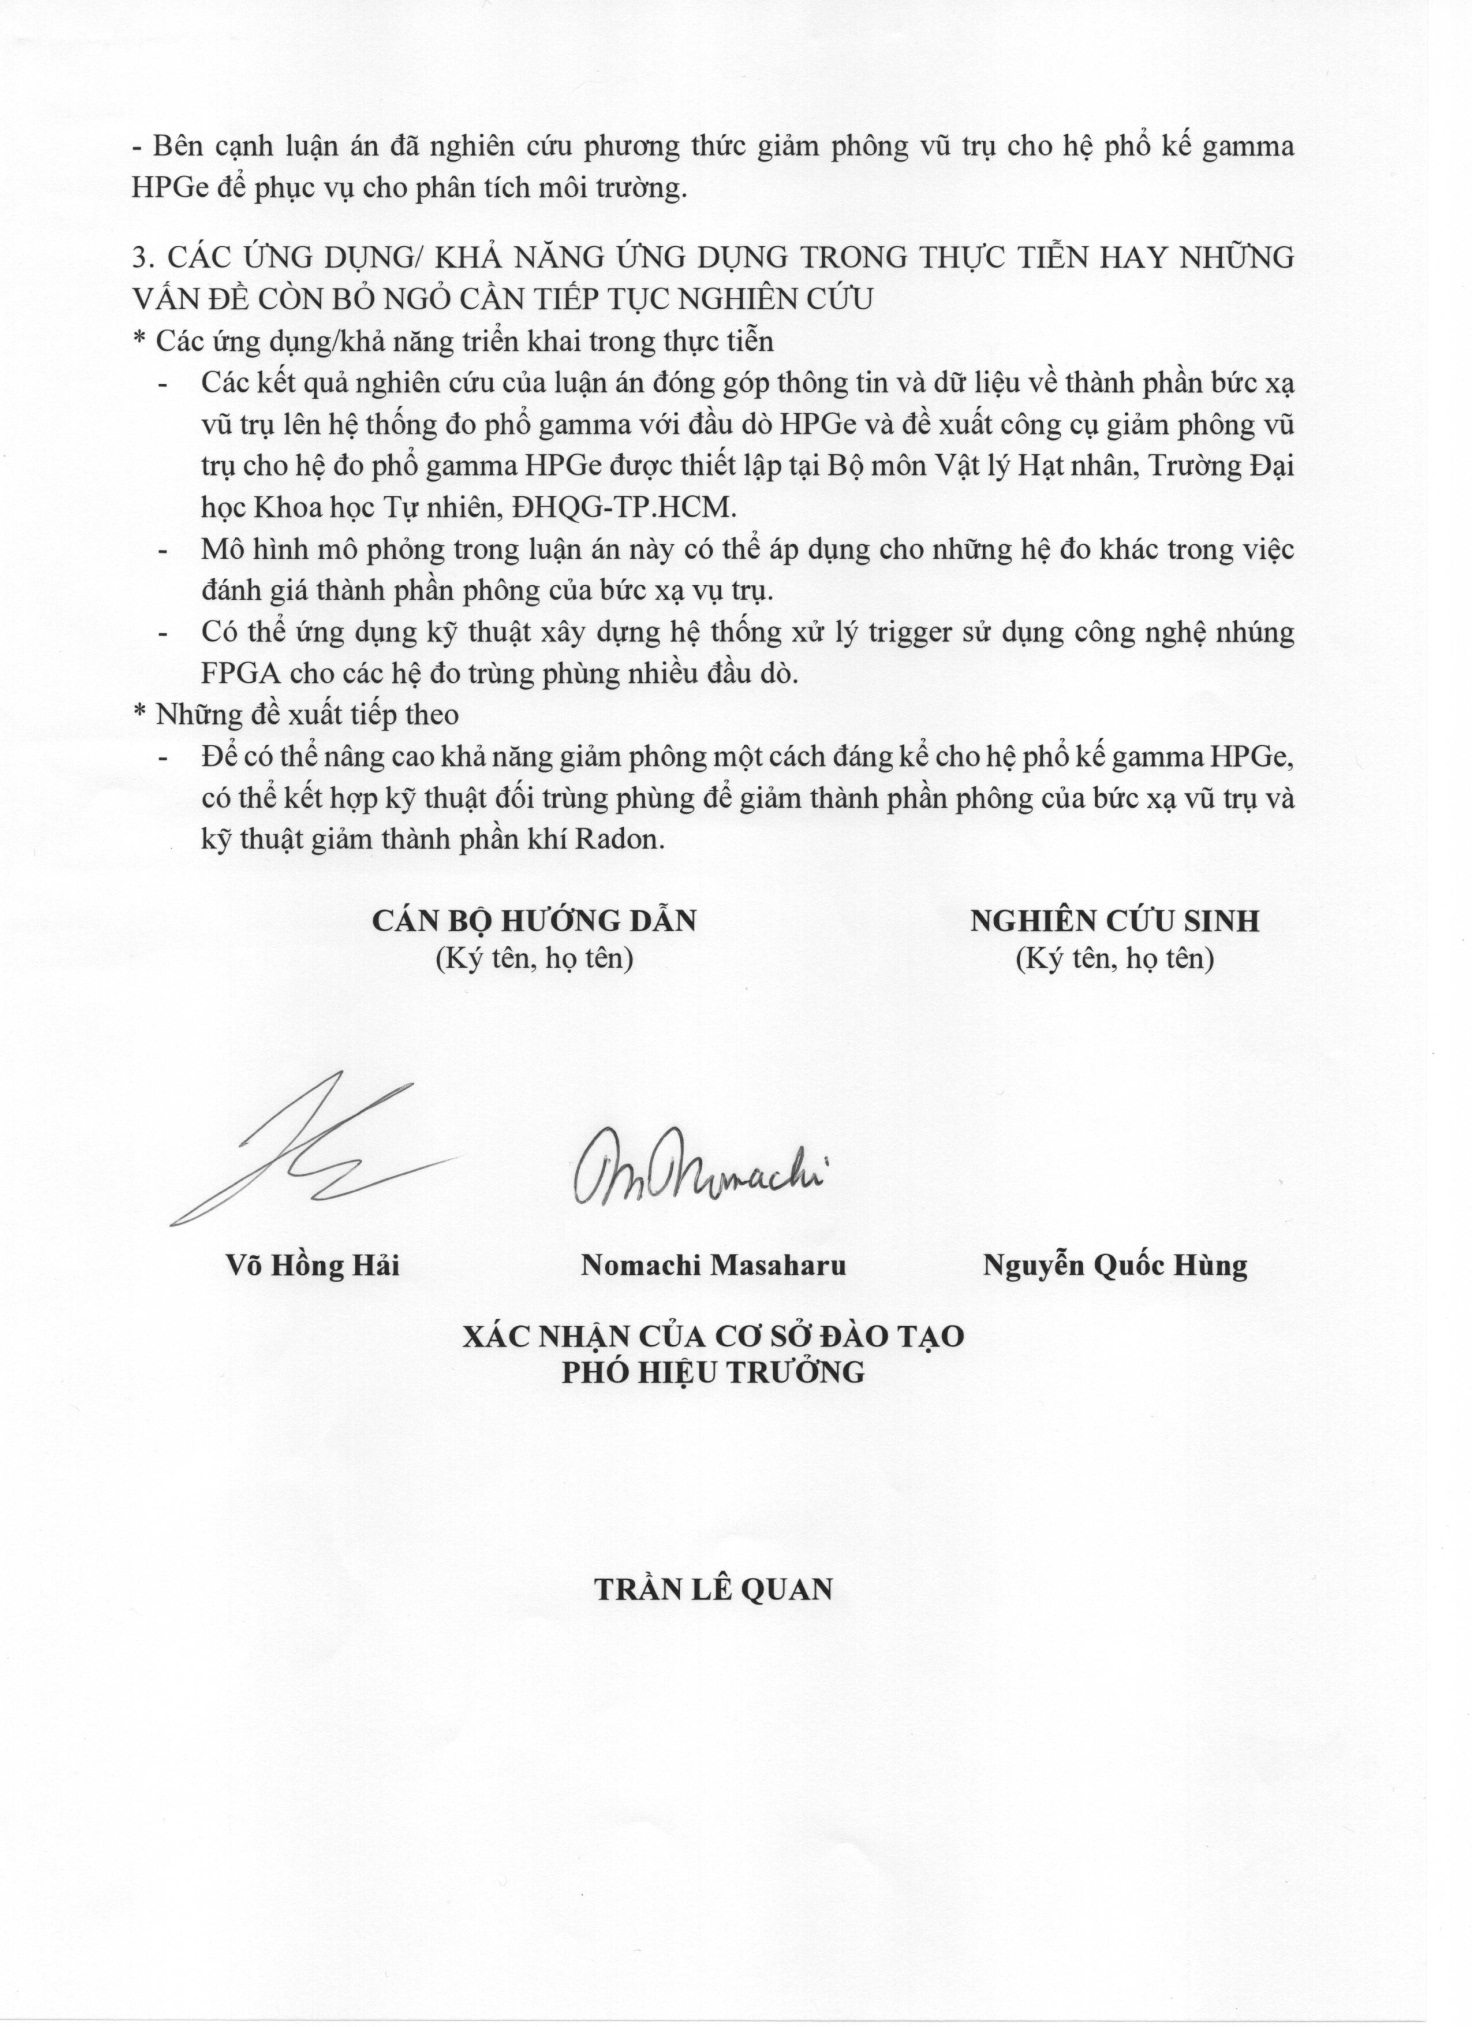 - Bên cạnh luận án đã nghiên cứu phương thức giảm phông vũ trụ cho hệ phổ kế gamma
HPGe để phục vụ cho phân tích môi trường.
3. CÁC ỨNG DỤNG/ KHẢ NĂNG ỨNG DỤNG TRONG THỰC TIỄN HAY NHỮNG
VẤN ĐỀ CÒN BỎ NGỎ CẦN TIẾP TỤC NGHIÊN CỨU
* Các ứng dụng/khả năng triển khai trong thực tiễn
- Các kết quả nghiên cứu của luận án đóng góp thông tin và dữ liệu về thành phần bức xạ
vũ trụ lên hệ thống đo phổ gamma với đầu dò HPGe và đề xuất công cụ giảm phông vũ
trụ cho hệ đo phổ gamma HPGe được thiết lập tại Bộ môn Vật lý Hạt nhân, Trường Đại
học Khoa học Tự nhiên, ĐHQG-TP.HCM.
- Mô hình mô phỏng trong luận án này có thể áp dụng cho những hệ đo khác trong việc
đánh giá thành phần phông của bức xạ vụ trụ.
- Có thể ứng dụng kỹ thuật xây dựng hệ thống xử lý trigger sử dụng công nghệ nhúng
FPGA cho các hệ đo trùng phùng nhiều đầu dò.
* Những đề xuất tiếp theo
- Để có thể nâng cao khả năng giảm phông một cách đáng kể cho hệ phổ kế gamma HPGe,
có thể kết hợp kỹ thuật đối trùng phùng để giảm thành phần phông của bức xạ vũ trụ và
kỹ thuật giảm thành phần khí Radon.
CÁN BỘ HƯỚNG DẪN NGHIÊN CỨU SINH
(Ký tên, họ tên) (Ký tên, họ tên)
M Nomachi
Võ Hồng Hải Nomachi Masaharu Nguyễn Quốc Hùng
XÁC NHẬN CỦA CƠ SỞ ĐÀO TẠO
PHÓ HIỆU TRƯỞNG
TRẦN LÊ QUAN